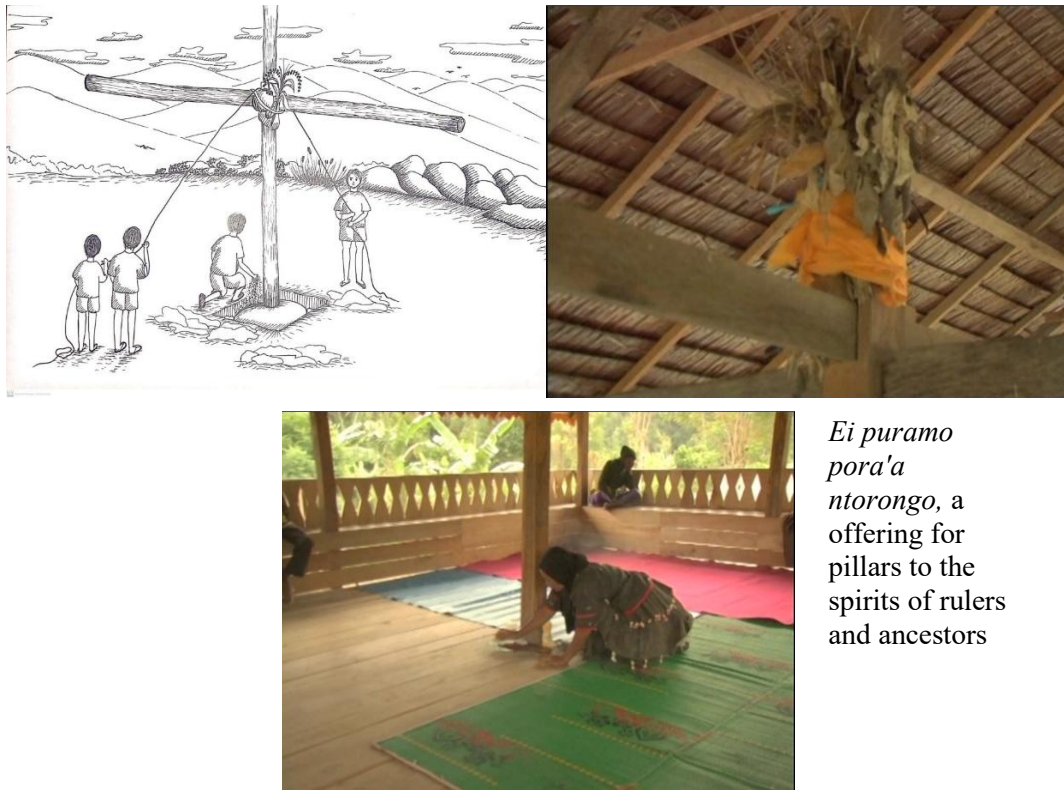 Ei puramo
pora'a
ntorongo, a
offering for
pillars to the
spirits of rulers
and ancestors